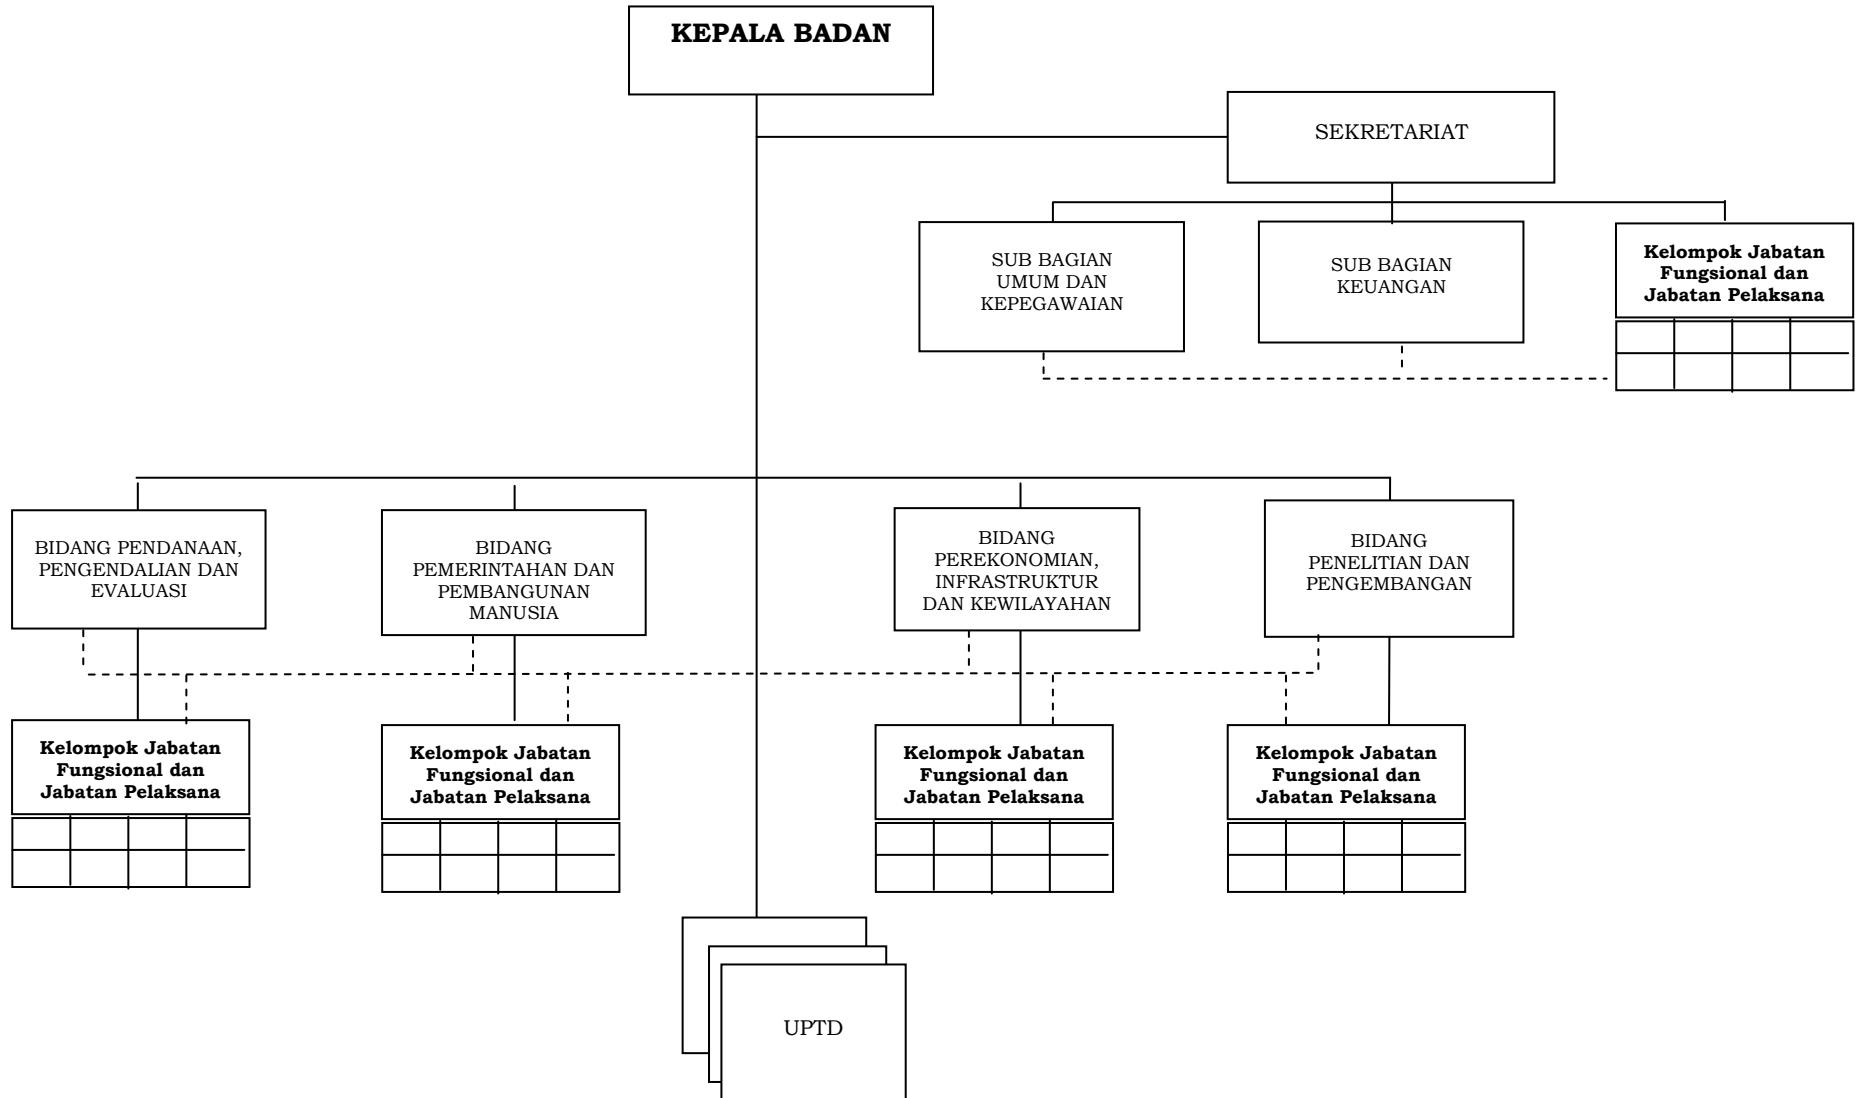 KEPALA BADAN
SEKRETARIAT
SUB BAGIAN
UMUM DAN
KEPEGAWAIAN
SUB BAGIAN
KEUANGAN
Kelompok Jabatan
Fungsional dan
Jabatan Pelaksana
BIDANG PENDANAAN,
PENGENDALIAN DAN
EVALUASI
BIDANG
PEMERINTAHAN DAN
PEMBANGUNAN
MANUSIA
BIDANG
PEREKONOMIAN,
INFRASTRUKTUR
DAN KEWILAYAHAN
BIDANG
PENELITIAN DAN
PENGEMBANGAN
Kelompok Jabatan
Fungsional dan
Jabatan Pelaksana
Kelompok Jabatan
Fungsional dan
Jabatan Pelaksana
Kelompok Jabatan
Fungsional dan
Jabatan Pelaksana
Kelompok Jabatan
Fungsional dan
Jabatan Pelaksana
UPTD